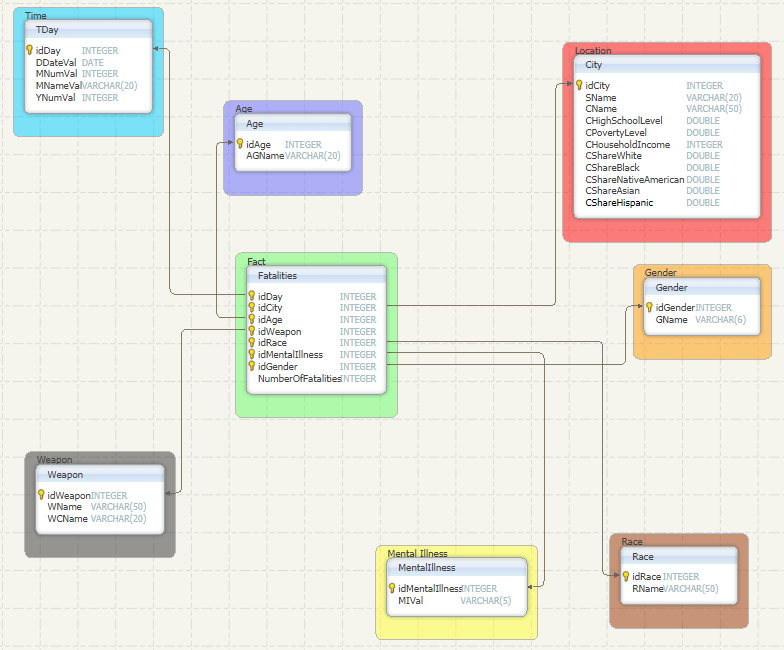 Time
TDay
idDay INTEGER
DDateVal DATE
MNumVal INTEGER
MNameVal VARCHAR(20)
YNumVal INTEGER
Age
Age
idAge INTEGER
AGName VARCHAR(20)
Location
City
idCity INTEGER
SName VARCHAR(20)
CName VARCHAR(50)
CHighSchoolLevel DOUBLE
CPovertyLevel DOUBLE
CHouseholdIncome INTEGER
CShareWhite DOUBLE
CShareBlack DOUBLE
CShareNativeAmerican DOUBLE
CShareAsian DOUBLE
CShareHispanic DOUBLE
Fact
Fatalities
idDay INTEGER
idCity INTEGER
idAge INTEGER
idWeapon INTEGER
idRace INTEGER
idMentalIllness INTEGER
idGender INTEGER
NumberOfFatalities INTEGER
Gender
Gender
idGender INTEGER
GName VARCHAR(6)
Weapon
Weapon
idWeapon INTEGER
WName VARCHAR(50)
WCName VARCHAR(20)
Mental Illness
MentalIllness
idMentalIllness INTEGER
MIVal VARCHAR(5)
Race
Race
idRace INTEGER
RName VARCHAR(50)